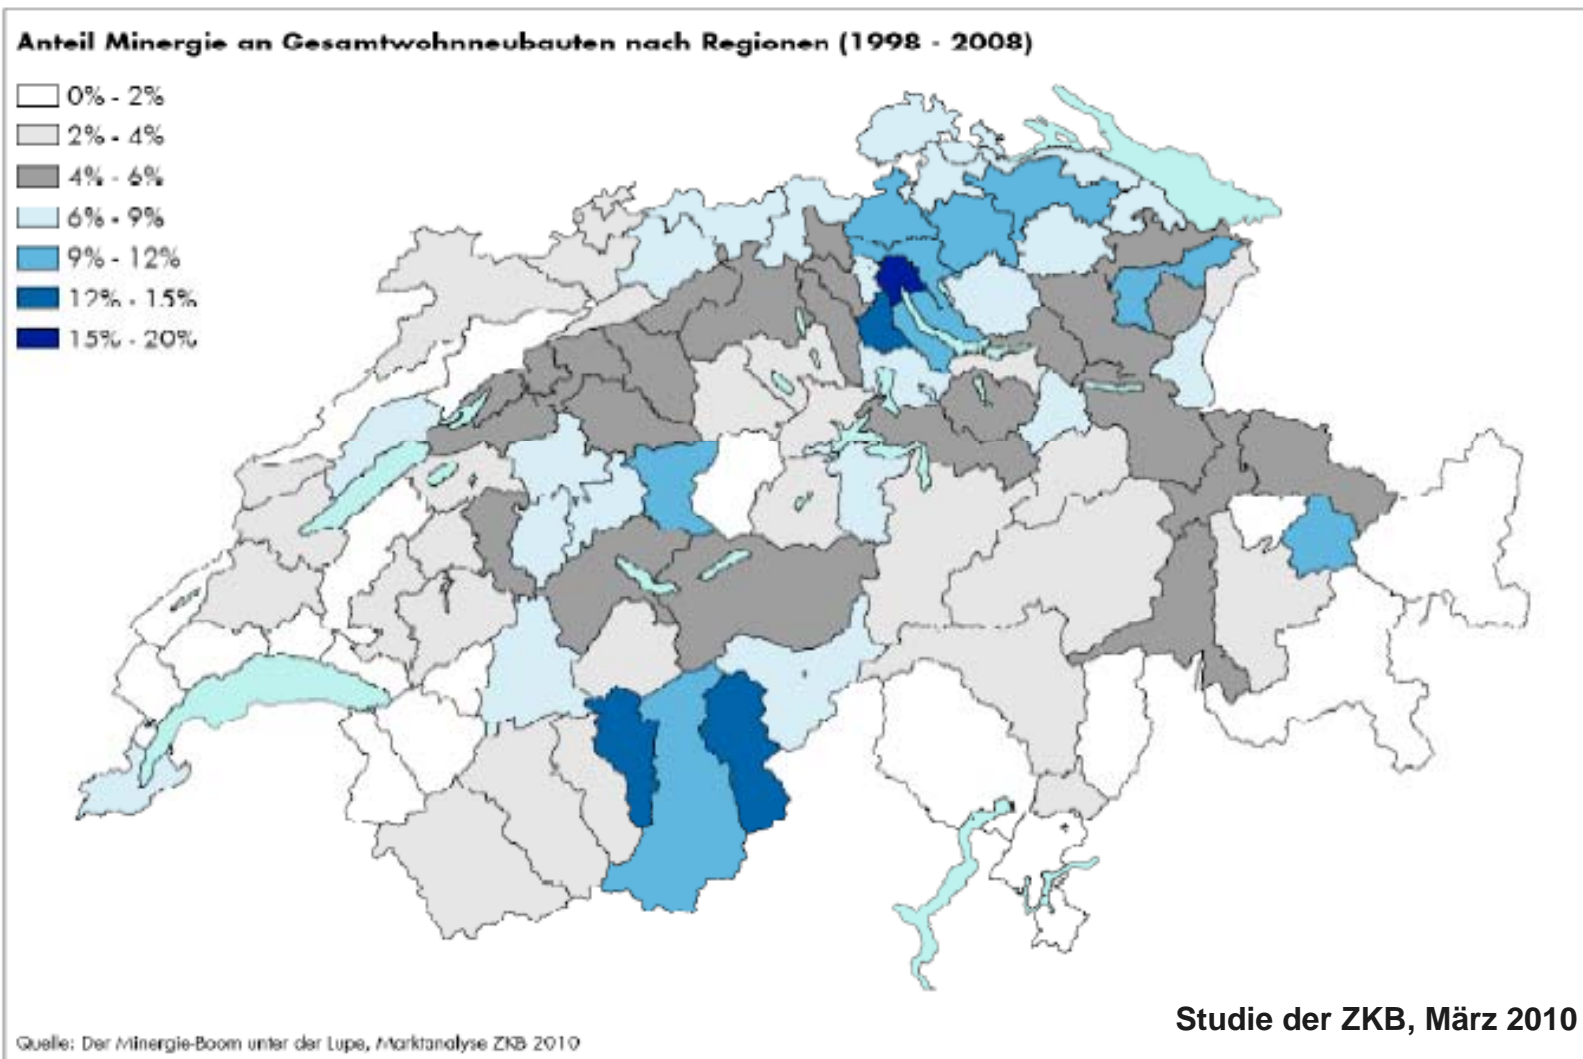 Anteil Minergie an Gesamtwohnneubauten nach Regionen (1998 - 2008)
0% - 2%
2% - 4%
4% - 6%
6% - 9%
9% - 12%
12% - 15%
15% - 20%
Studie der ZKB, März 2010
Quelle: Der Minergie-Boom unter der Lupe, Marktanalyse ZKB 2010